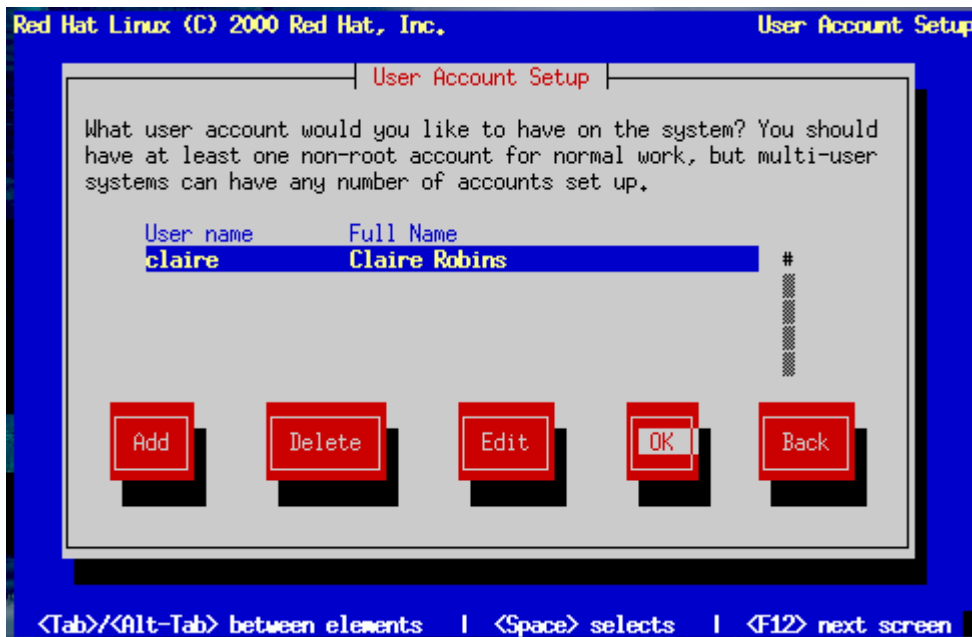 Red Hat Linux (C) 2000 Red Hat, Inc. User Account Setup
User Account Setup
What user account would you like to have on the system? You should
have at least one non-root account for normal work, but multi-user
systems can have any number of accounts set up.
User name Full Name
claire Claire Robins #
Add Delete Edit OK Back
<Tab>/<Alt-Tab> between elements | <Space> selects | <F12> next screen